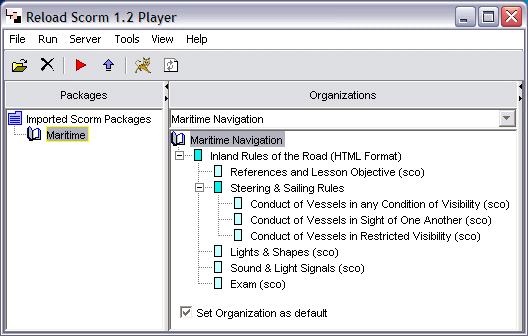 Reload Scorm 1.2 Player
File Run Server Tools View Help
Packages
Imported Scorm Packages
Maritime
Organizations
Maritime Navigation
Maritime Navigation
Inland Rules of the Road (HTML Format)
References and Lesson Objective (sco)
Steering & Sailing Rules
Conduct of Vessels in any Condition of Visibility (sco)
Conduct of Vessels in Sight of One Another (sco)
Conduct of Vessels in Restricted Visibility (sco)
Lights & Shapes (sco)
Sound & Light Signals (sco)
Exam (sco)
Set Organization as default